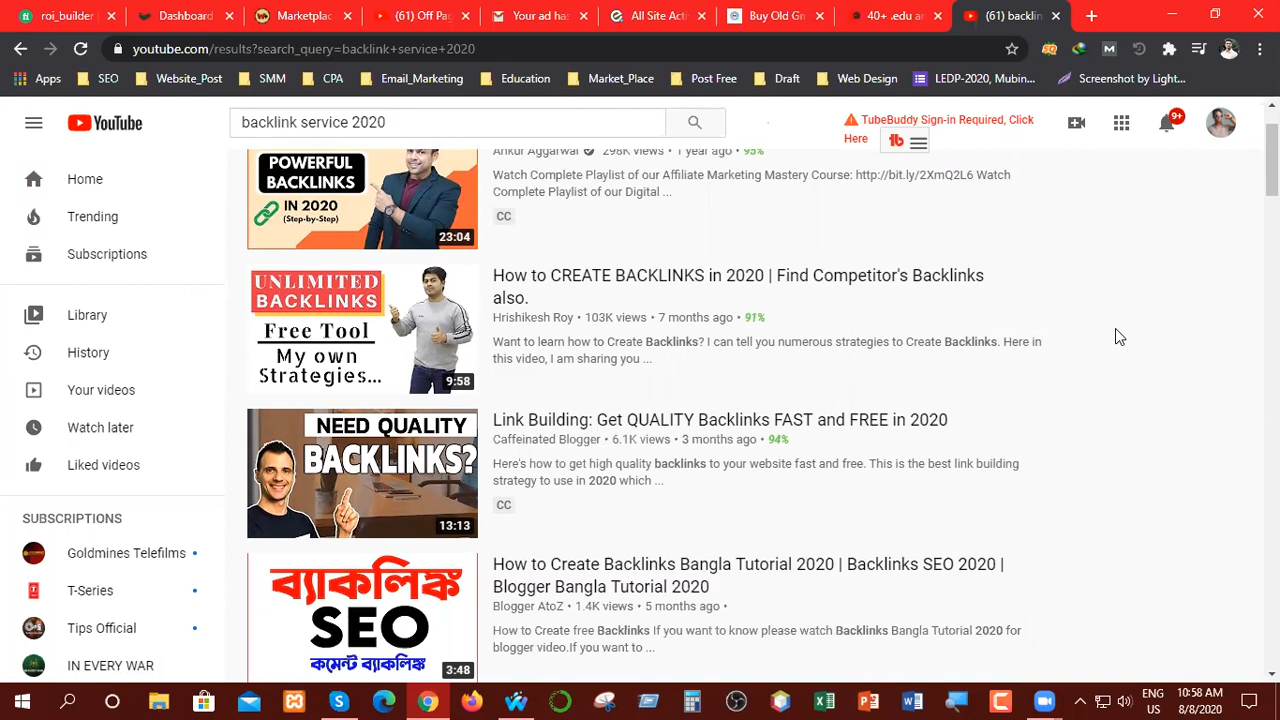 roi_builder
Dashboard
Marketplac
(61) Off Pag
Your ad has
All Site Acti
Buy Old Gm
40+ .edu an
(61) backlin
youtube.com/results?search_query=backlink+service+2020
Apps SEO Website_Post SMM CPA Email_Marketing Education Market_Place Post Free Draft Web Design LEDP-2020, Mubin... Screenshot by Light...
YouTube
backlink service 2020
TubeBuddy Sign-in Required, Click
Here
tb
9+
Home
Trending
Subscriptions
Library
History
Your videos
Watch later
Liked videos
SUBSCRIPTIONS
Goldmines Telefilms
T-Series
Tips Official
IN EVERY WAR
POWERFUL
BACKLINKS
IN 2020
(Step-by-Step)
23:04
Ankur Aggarwal 298K views • 1 year ago • 95%
Watch Complete Playlist of our Affiliate Marketing Mastery Course: http://bit.ly/2XmQ2L6 Watch
Complete Playlist of our Digital ...
CC
UNLIMITED
BACKLINKS
Free Tool
My own
Strategies...
9:58
How to CREATE BACKLINKS in 2020 | Find Competitor's Backlinks
also.
Hrishikesh Roy • 103K views • 7 months ago • 91%
Want to learn how to Create Backlinks? I can tell you numerous strategies to Create Backlinks. Here in
this video, I am sharing you ...
NEED QUALITY
BACKLINKS?
13:13
Link Building: Get QUALITY Backlinks FAST and FREE in 2020
Caffeinated Blogger • 6.1K views • 3 months ago • 94%
Here's how to get high quality backlinks to your website fast and free. This is the best link building
strategy to use in 2020 which ...
CC
ব্যাকলিঙ্ক
SEO
কমেন্ট ব্যাকলিঙ্ক
3:48
How to Create Backlinks Bangla Tutorial 2020 | Backlinks SEO 2020 |
Blogger Bangla Tutorial 2020
Blogger AtoZ • 1.4K views • 5 months ago •
How to Create free Backlinks If you want to know please watch Backlinks Bangla Tutorial 2020 for
blogger video.If you want to ...
ENG
US
10:58 AM
8/8/2020